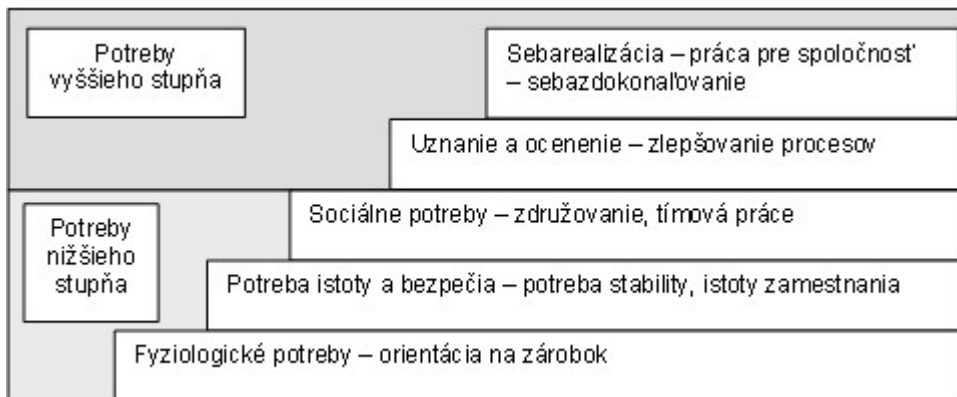 Potreby
vyššieho stupňa
Sebarealizácia – práca pre spoločnosť
– sebazdokonaľovanie
Uznanie a ocenenie – zlepšovanie procesov
Potreby
nižšieho
stupňa
Sociálne potreby – združovanie, tímová práce
Potreba istoty a bezpečia – potreba stability, istoty zamestnania
Fyziologické potreby – orientácia na zárobok